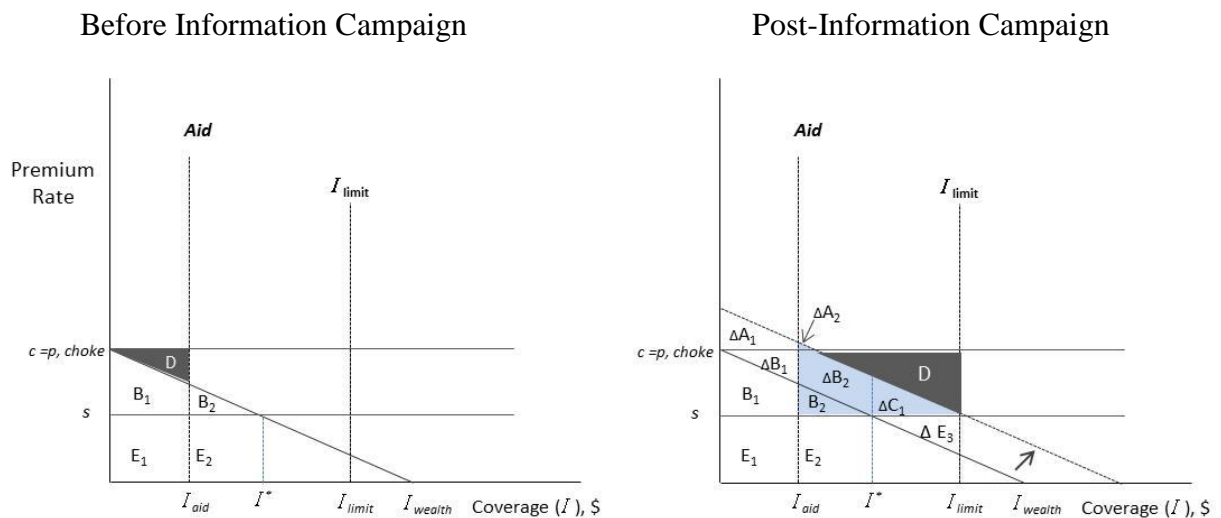 Before Information Campaign
Post-Information Campaign
Aid
Premium
Rate
I limit
c =p, choke
D
B1
B2
s
E1
E2
I aid
I*
I limit
I wealth
Coverage (I), $
Aid
I limit
ΔA2
ΔA1
c =p, choke
ΔB1
ΔB2
D
B1
B2
ΔC1
s
Δ E3
E1
E2
I aid
I*
I limit
I wealth
Coverage (I), $